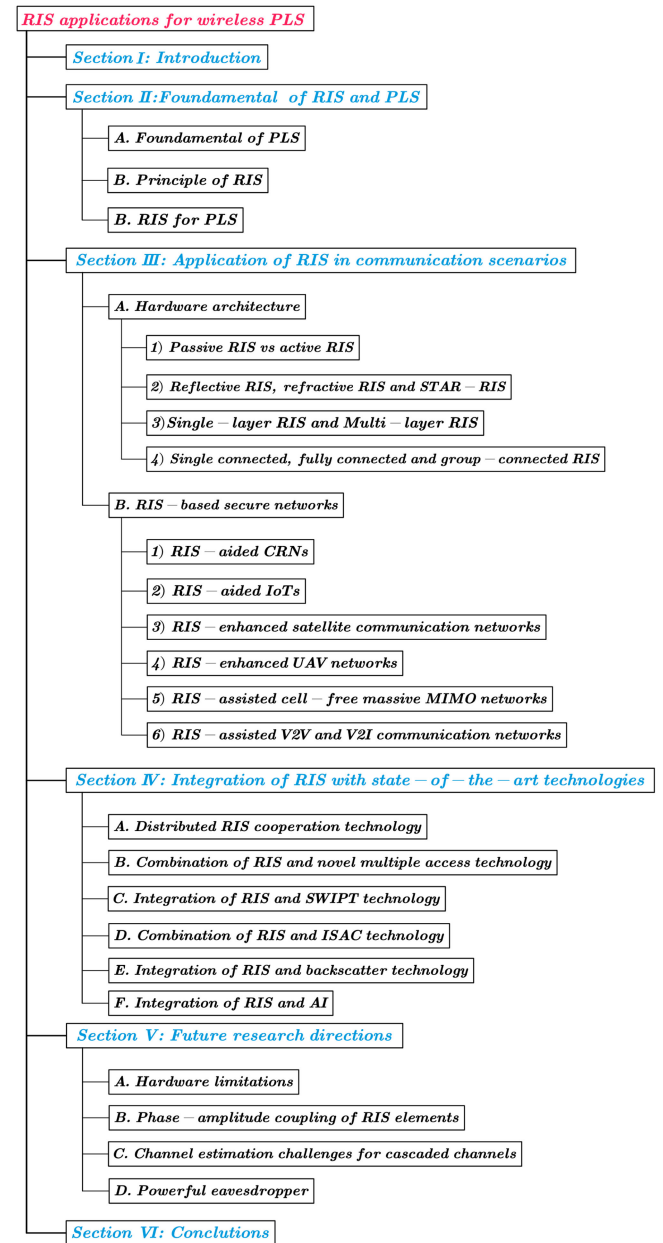 RIS applications for wireless PLS
Section I: Introduction
Section II:Foundamental of RIS and PLS
A. Foundamental of PLS
B. Principle of RIS
B. RIS for PLS
Section III: Application of RIS in communication scenarios
A. Hardware architecture
1) Passive RIS vs active RIS
2) Reflective RIS, refractive RIS and STAR-RIS
3)Single-layer RIS and Multi-layer RIS
4) Single connected, fully connected and group-connected RIS
B. RIS-based secure networks
1) RIS-aided CRNs
2) RIS-aided IoTs
3) RIS-enhanced satellite communication networks
4) RIS-enhanced UAV networks
5) RIS-assisted cell-free massive MIMO networks
6) RIS-assisted V2V and V2I communication networks
Section IV: Integration of RIS with state-of-the-art technologies
A. Distributed RIS cooperation technology
B. Combination of RIS and novel multiple access technology
C. Integration of RIS and SWIPT technology
D. Combination of RIS and ISAC technology
E. Integration of RIS and backscatter technology
F. Integration of RIS and AI
Section V: Future research directions
A. Hardware limitations
B. Phase-amplitude coupling of RIS elements
C. Channel estimation challenges for cascaded channels
D. Powerful eavesdropper
Section VI: Conclutions